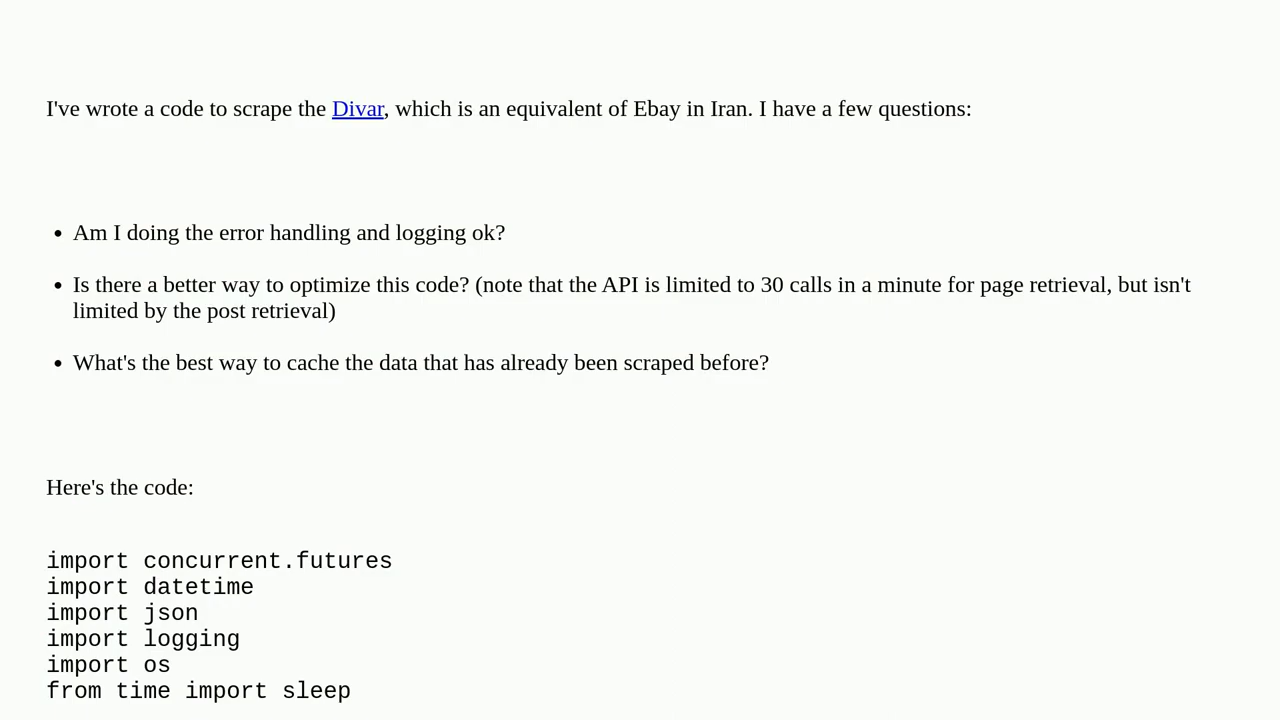 I've wrote a code to scrape the Divar, which is an equivalent of Ebay in Iran. I have a few questions:
• Am I doing the error handling and logging ok?
• Is there a better way to optimize this code? (note that the API is limited to 30 calls in a minute for page retrieval, but isn't
limited by the post retrieval)
• What's the best way to cache the data that has already been scraped before?
Here's the code:
import concurrent.futures
import datetime
import json
import logging
import os
from time import sleep